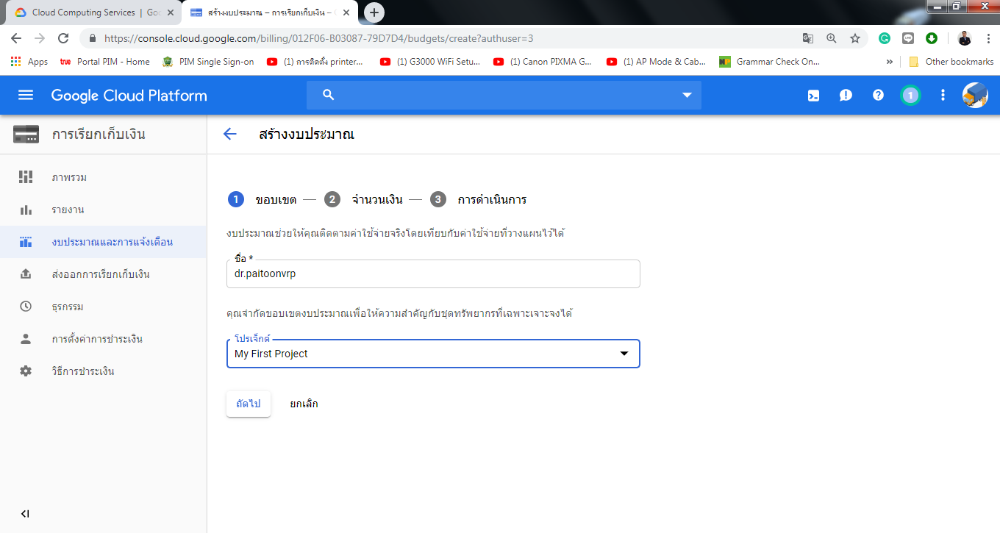 Cloud Computing Services | Goo
สร้างงบประมาณ – การเรียกเก็บเงิน –
https://console.cloud.google.com/billing/012F06-B03087-79D7D4/budgets/create?authuser=3
Apps
true Portal PIM - Home
PIM Single Sign-on
(1) การติดตั้ง printer...
(1) G3000 WiFi Setu...
(1) Canon PIXMA G...
(1) AP Mode & Cab...
Grammar Check On...
»
Other bookmarks
Google Cloud Platform
1
การเรียกเก็บเงิน
สร้างงบประมาณ
ภาพรวม
รายงาน
งบประมาณและการแจ้งเตือน
ส่งออกการเรียกเก็บเงิน
ธุรกรรม
การตั้งค่าการชำระเงิน
วิธีการชำระเงิน
1 ขอบเขต — 2 จำนวนเงิน — 3 การดำเนินการ
งบประมาณช่วยให้คุณติดตามค่าใช้จ่ายจริงโดยเทียบกับค่าใช้จ่ายที่วางแผนไว้ได้
ชื่อ *
dr.paitoonvrp
คุณจำกัดขอบเขตงบประมาณเพื่อให้ความสำคัญกับชุดทรัพยากรที่เฉพาะเจาะจงได้
โปรเจ็กต์
My First Project
ถัดไป
ยกเลิก